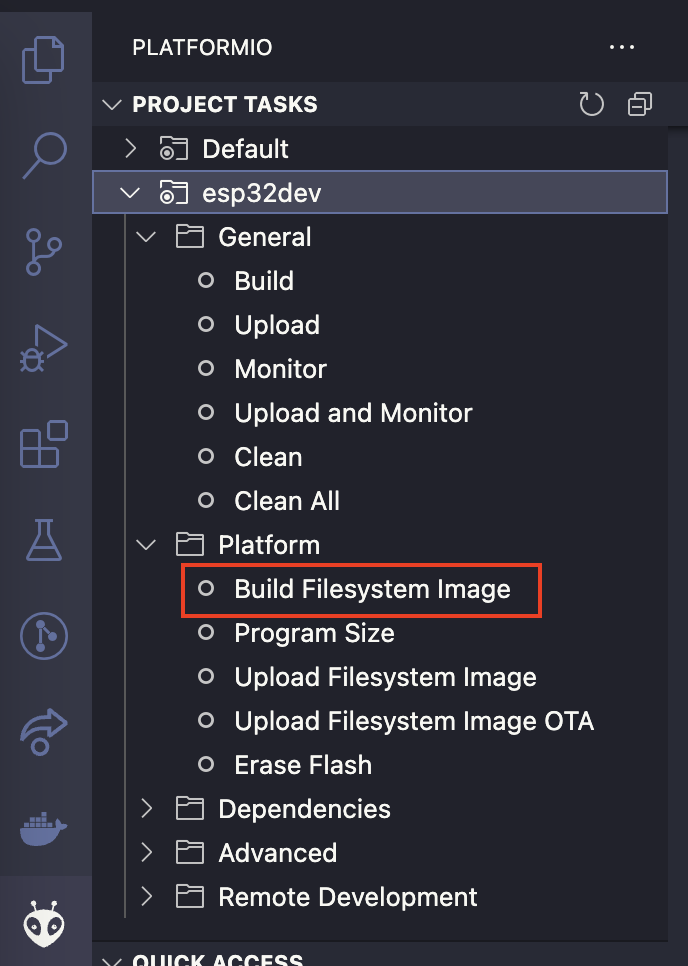 PLATFORMIO
PROJECT TASKS
Default
esp32dev
General
Build
Upload
Monitor
Upload and Monitor
Clean
Clean All
Platform
Build Filesystem Image
Program Size
Upload Filesystem Image
Upload Filesystem Image OTA
Erase Flash
Dependencies
Advanced
Remote Development
QUICK ACCESS